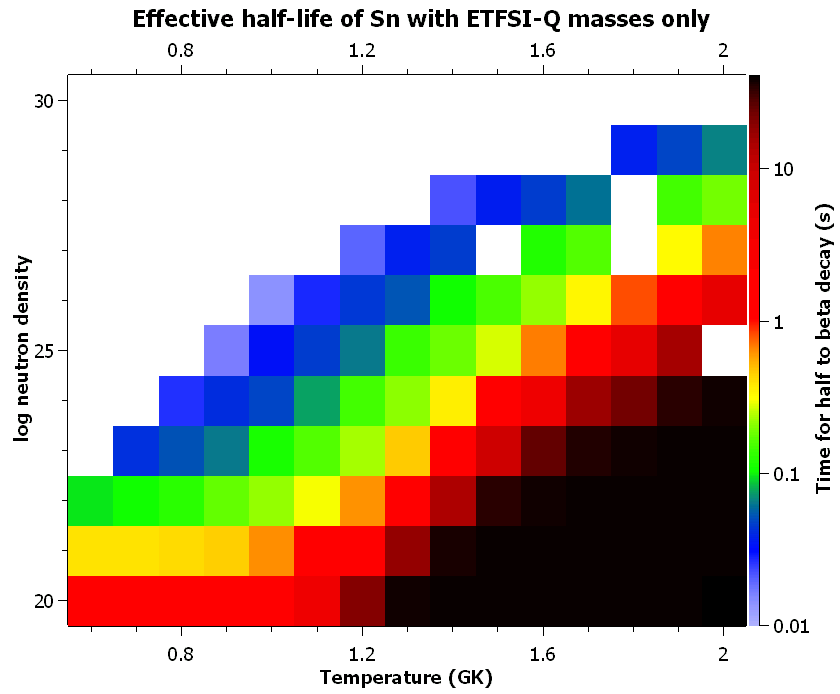 Effective half-life of Sn with ETFSI-Q masses only
0.8 1.2 1.6 2
30
25
20
log neutron density
0.8 1.2 1.6 2
Temperature (GK)
10
1
0.1
0.01
Time for half to beta decay (s)